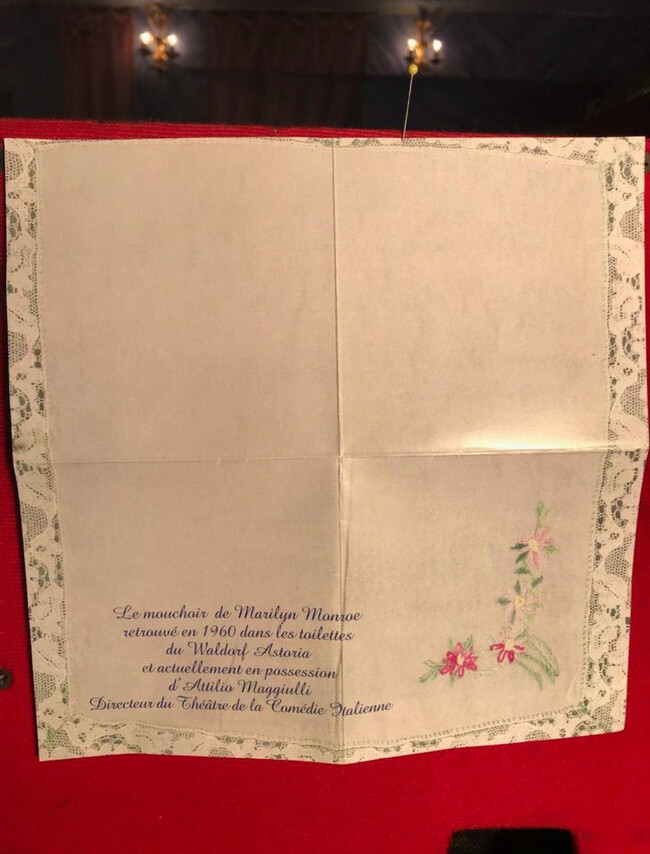 Le mouchoir de Marilyn Monroe
retrouvé en 1960 dans les toilettes
du Waldorf Astoria
et actuellement en possession
d'Attilio Maggiulli
Directeur du Théâtre de la Comédie Italienne